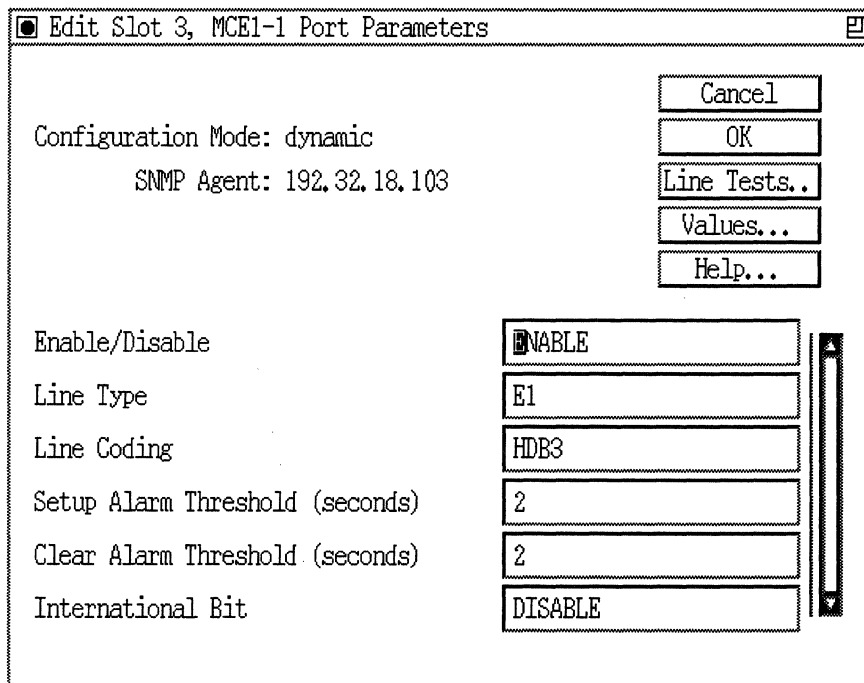 Edit Slot 3, MCE1-1 Port Parameters
Cancel
Configuration Mode: dynamic
OK
SNMP Agent: 192.32.18.103
Line Tests..
Values...
Help...
Enable/Disable
ENABLE
Line Type
E1
Line Coding
HDB3
Setup Alarm Threshold (seconds)
2
Clear Alarm Threshold (seconds)
2
International Bit
DISABLE